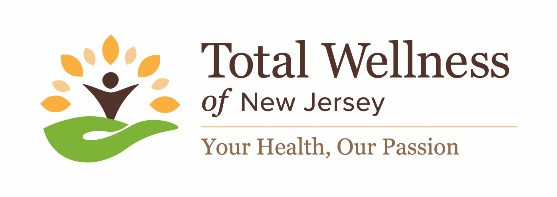 Total Wellness
of New Jersey
Your Health, Our Passion